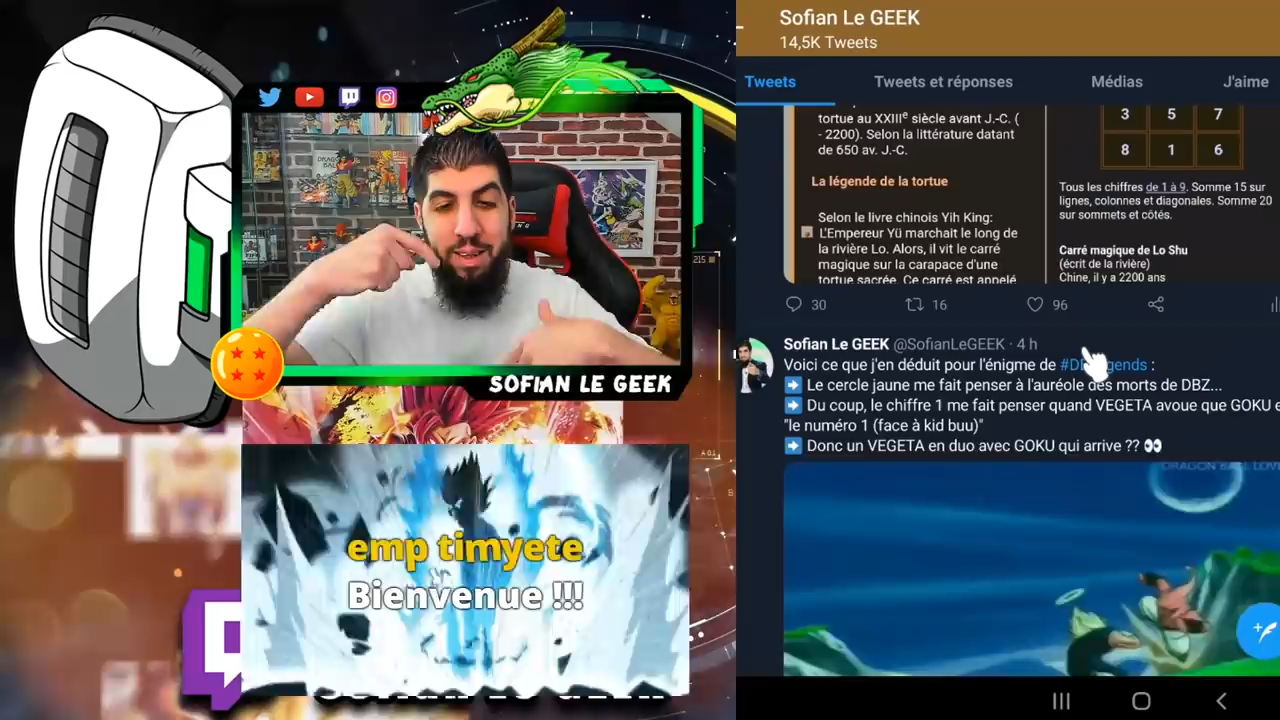 SOFIAN LE GEEK
emp timyete
Bienvenue !!!
Sofian Le GEEK
14,5K Tweets
Tweets
Tweets et réponses
Médias
J'aime
tortue au XXIIIe siècle avant J.-C. (
- 2200). Selon la littérature datant
de 650 av. J.-C.
La légende de la tortue
Selon le livre chinois Yih King:
L'Empereur Yü marchait le long de
la rivière Lo. Alors, il vit le carré
magique sur la carapace d'une
tortue sacrée. Ce carré est appelé
3 5 7
8 1 6
Tous les chiffres de 1 à 9. Somme 15 sur
lignes, colonnes et diagonales. Somme 20
sur sommets et côtés.
Carré magique de Lo Shu
(écrit de la rivière)
Chine, il y a 2200 ans
30 16 96
Sofian Le GEEK @SofianLeGEEK · 4 h
Voici ce que j'en déduit pour l'énigme de :
Le cercle jaune me fait penser à l'auréole des morts de DBZ...
Du coup, le chiffre 1 me fait penser quand VEGETA avoue que GOKU e
"le numéro 1 (face à kid buu)"
Donc un VEGETA en duo avec GOKU qui arrive ??
DRAGON BALL LOVE
215